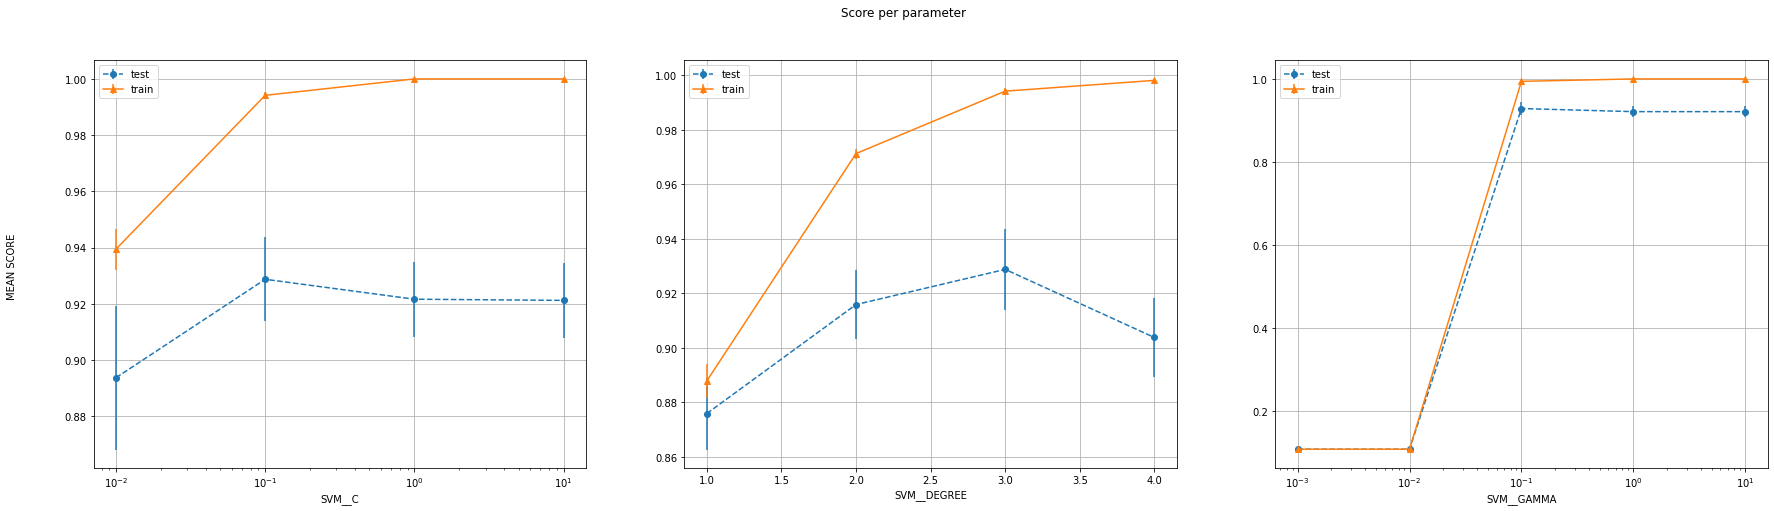 Score per parameter
MEAN SCORE
test
train
1.00
0.98
0.96
0.94
0.92
0.90
0.88
10⁻² 10⁻¹ 10⁰ 10¹
SVM__C
test
train
1.00
0.98
0.96
0.94
0.92
0.90
0.88
0.86
1.0 1.5 2.0 2.5 3.0 3.5 4.0
SVM__DEGREE
test
train
1.0
0.8
0.6
0.4
0.2
10⁻³ 10⁻² 10⁻¹ 10⁰ 10¹
SVM__GAMMA